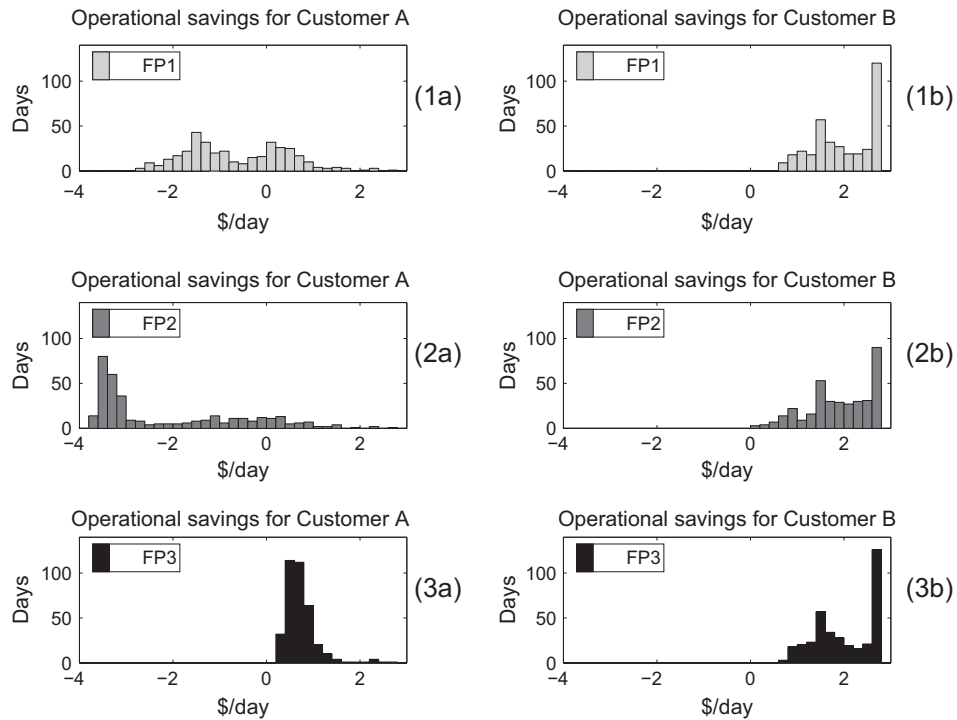 Operational savings for Customer A
Operational savings for Customer B
FP1
FP1
Days
100
50
0
(1a)
Days
100
50
0
(1b)
−4 −2 0 2
−4 −2 0 2
$/day
$/day
Operational savings for Customer A
Operational savings for Customer B
FP2
FP2
Days
100
50
0
(2a)
Days
100
50
0
(2b)
−4 −2 0 2
−4 −2 0 2
$/day
$/day
Operational savings for Customer A
Operational savings for Customer B
FP3
FP3
Days
100
50
0
(3a)
Days
100
50
0
(3b)
−4 −2 0 2
−4 −2 0 2
$/day
$/day